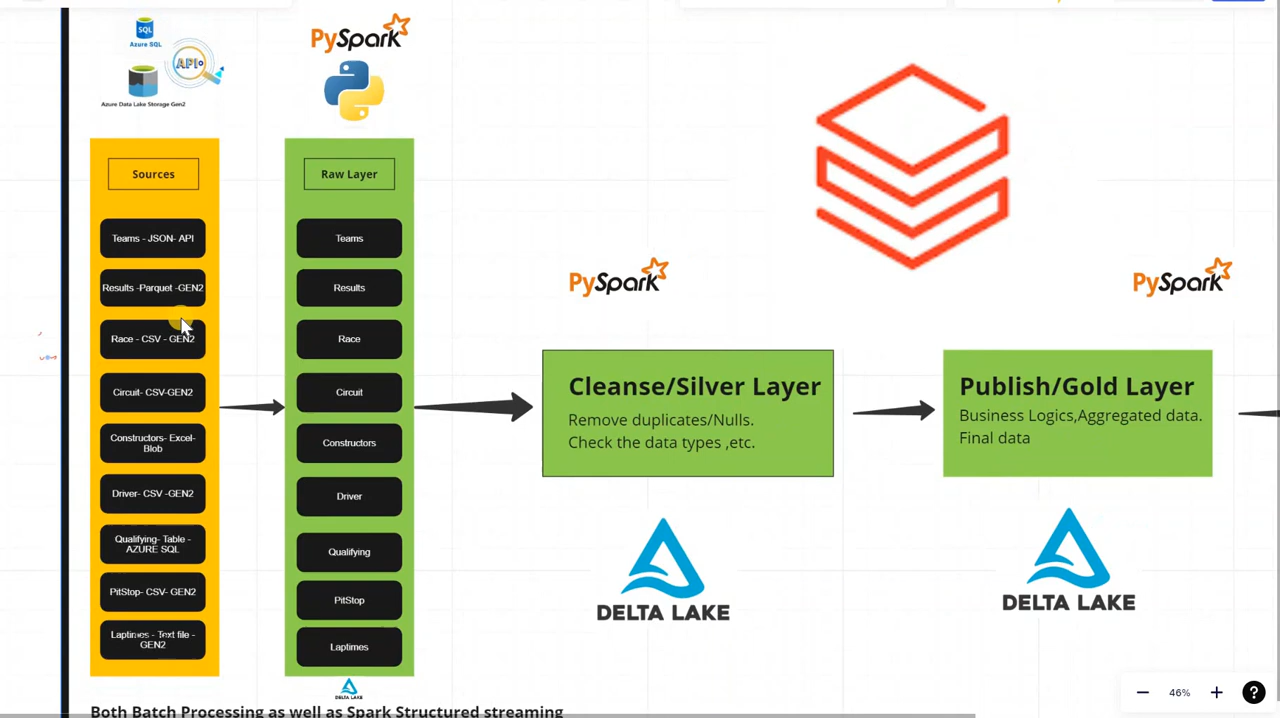 SQL
Azure SQL
API
Azure Data Lake Storage Gen2
PySpark
Sources
Teams - JSON- API
Results -Parquet -GEN2
Race - CSV - GEN2
Circuit- CSV-GEN2
Constructors- Excel-
Blob
Driver- CSV -GEN2
Qualifying- Table -
AZURE SQL
PitStop- CSV- GEN2
Laptimes - Text file -
GEN2
Raw Layer
Teams
Results
Race
Circuit
Constructors
Driver
Qualifying
PitStop
Laptimes
DELTA LAKE
PySpark
Cleanse/Silver Layer
Remove duplicates/Nulls.
Check the data types ,etc.
DELTA LAKE
PySpark
Publish/Gold Layer
Business Logics,Aggregated data.
Final data
DELTA LAKE
Both Batch Processing as well as Spark Structured streaming
46%
?